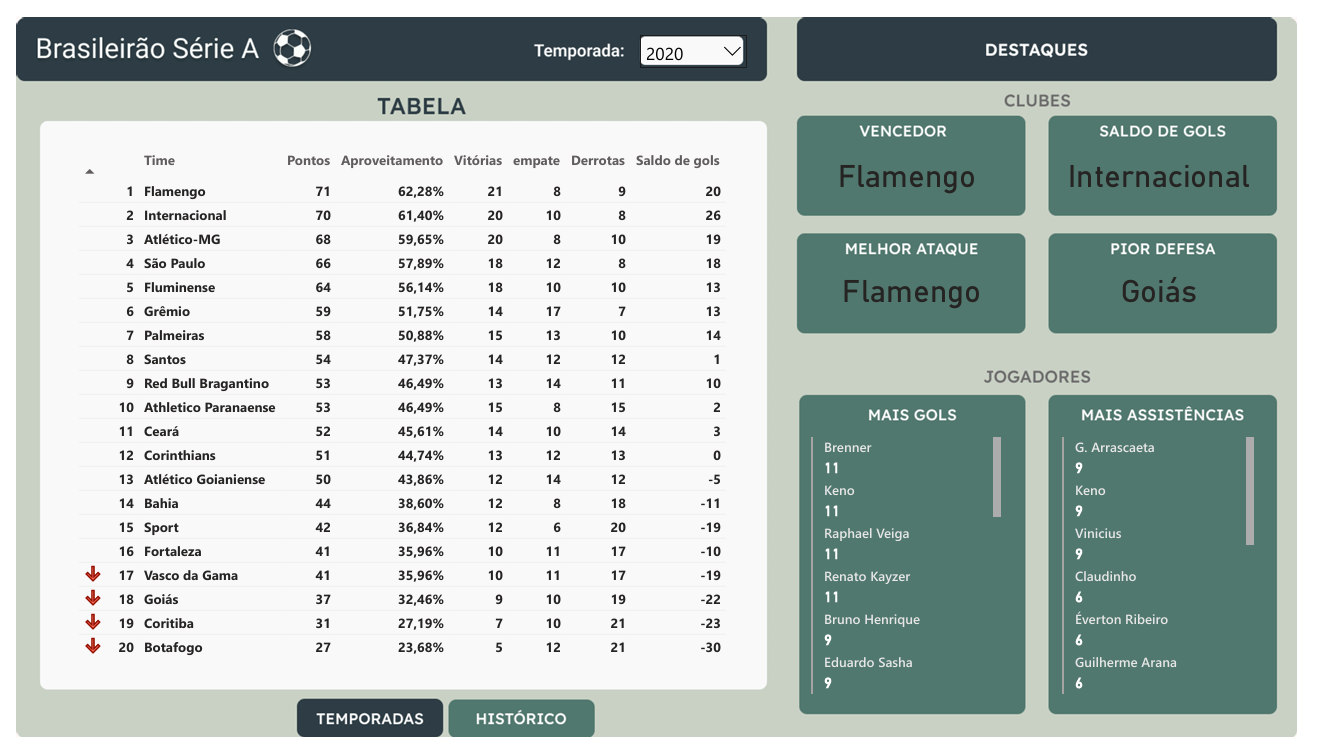 Brasileirão Série A
Temporada: 2020
TABELA
Time Pontos Aproveitamento Vitórias empate Derrotas Saldo de gols
1 Flamengo 71 62,28% 21 8 9 20
2 Internacional 70 61,40% 20 10 8 26
3 Atlético-MG 68 59,65% 20 8 10 19
4 São Paulo 66 57,89% 18 12 8 18
5 Fluminense 64 56,14% 18 10 10 13
6 Grêmio 59 51,75% 14 17 7 13
7 Palmeiras 58 50,88% 15 13 10 14
8 Santos 54 47,37% 14 12 12 1
9 Red Bull Bragantino 53 46,49% 13 14 11 10
10 Athletico Paranaense 53 46,49% 15 8 15 2
11 Ceará 52 45,61% 14 10 14 3
12 Corinthians 51 44,74% 13 12 13 0
13 Atlético Goianiense 50 43,86% 12 14 12 -5
14 Bahia 44 38,60% 12 8 18 -11
15 Sport 42 36,84% 12 6 20 -19
16 Fortaleza 41 35,96% 10 11 17 -10
17 Vasco da Gama 41 35,96% 10 11 17 -19
18 Goiás 37 32,46% 9 10 19 -22
19 Coritiba 31 27,19% 7 10 21 -23
20 Botafogo 27 23,68% 5 12 21 -30
TEMPORADAS
HISTÓRICO
DESTAQUES
CLUBES
VENCEDOR
Flamengo
SALDO DE GOLS
Internacional
MELHOR ATAQUE
Flamengo
PIOR DEFESA
Goiás
JOGADORES
MAIS GOLS
Brenner
11
Keno
11
Raphael Veiga
11
Renato Kayzer
11
Bruno Henrique
9
Eduardo Sasha
9
MAIS ASSISTÊNCIAS
G. Arrascaeta
9
Keno
9
Vinicius
9
Claudinho
6
Éverton Ribeiro
6
Guilherme Arana
6